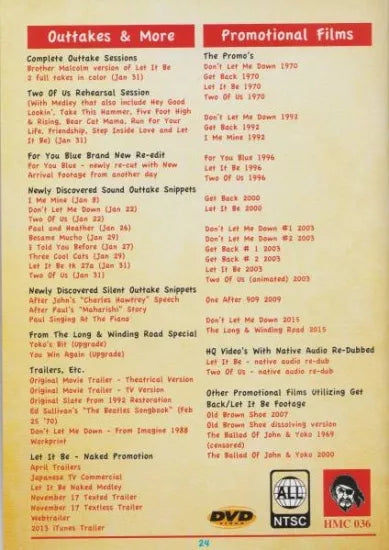 Outtakes & More
Complete Outtake Sessions
Brother Malcolm version of Let It Be
2 full takes in color (Jan 31)
Two Of Us Rehearsal Session
(With Medley that also include Hey Good
Lookin', Take This Hammer, Five Foot High
& Rising, Bear Cat Mama, Run for Your
Life, Friendship, Step Inside Love and Let
It Be) (Jan 31)
For You Blue Brand New Re-edit
For You Blue - newly re-cut with New
Arrival footage from another day
Newly Discovered Sound Outtake Snippets
I Me Mine (Jan 8)
Don't Let Me Down (Jan 22)
Two Of Us (Jan 22)
Paul and Heather (Jan 26)
Besame Mucho (Jan 29)
I Told You Before (Jan 27)
Three Cool Cats (Jan 29)
Let It Be tk 27a (Jan 31)
Two Of Us (Jan 31)
Newly Discovered Silent Outtake Snippets
After John's "Charles Hawtrey" Speech
After Paul's "Maharishi" Story
Paul Singing At The Piano
From The Long & Winding Road Special
Yoko's Bit (Upgrade)
You Win Again (Upgrade)
Trailers, Etc.
Original Movie Trailer - Theatrical Version
Original Movie Trailer - TV Version
Original Slate From 1992 Restoration
Ed Sullivan's "The Beatles Songbook" (Feb
25 '70)
Don't Let Me Down - From Imagine 1988
Workprint
Let It Be - Naked Promotion
April Trailers
Japanese TV Commercial
Let It Be Naked Medley
November 17 Texted Trailer
November 17 Textless Trailer
Webtrailer
2013 iTunes Trailer
Promotional Films
The Promo's
Don't Let Me Down 1970
Get Back 1970
Let It Be 1970
Two Of Us 1970
Don't Let Me Down 1992
Get Back 1992
I Me Mine 1992
For You Blue 1996
Let It Be 1996
Two Of Us 1996
Get Back 2000
Let It Be 2000
Don't Let Me Down #1 2003
Don't Let Me Down #2 2003
Get Back # 1 2003
Get Back # 2 2003
Let It Be 2003
Two Of Us (animated) 2003
One After 909 2009
Don't Let Me Down 2015
The Long & Winding Road 2015
HQ Video's With Native Audio Re-Dubbed
Let It Be - native audio re-dub
Two Of Us - native audio re-dub
Other Promotional Films Utilizing Get
Back/Let It Be Footage
Old Brown Shoe 2007
Old Brown Shoe dissolving version
The Ballad Of John & Yoko 1969
(censored)
The Ballad Of John & Yoko 2000
DVD
VIDEO
ALL
NTSC
HMC 036
24